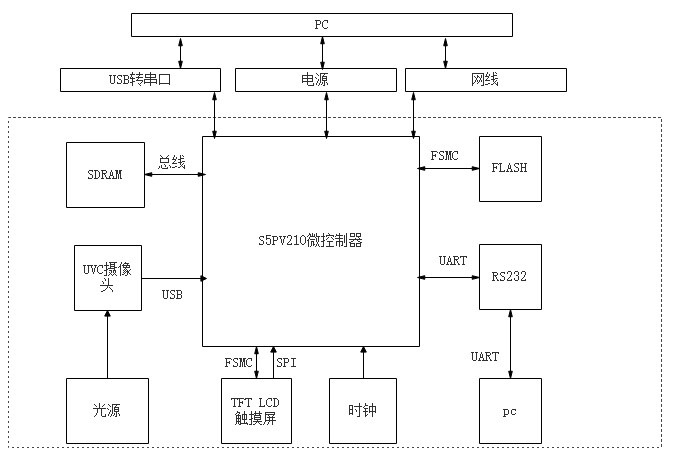 PC
USB转串口
电源
网线
SDRAM
总线
S5PV210微控制器
FSMC
FLASH
UVC摄像
头
USB
UART
RS232
FSMC
SPI
UART
光源
TFT LCD
触摸屏
时钟
pc